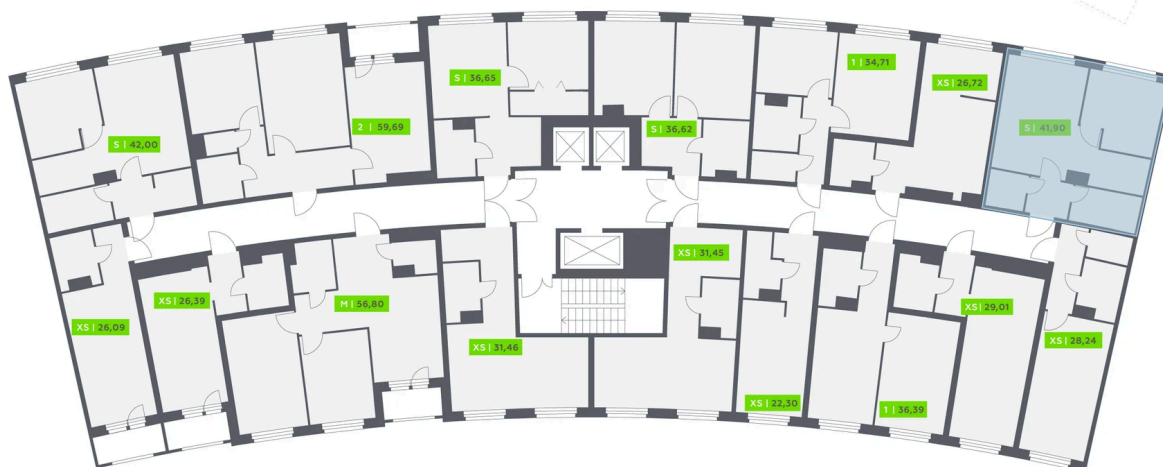 S | 36,65
1 | 34,71
XS | 26,72
2 | 59,69
S | 36,62
S | 41,90
S | 42,00
XS | 31,45
XS | 26,39
M | 56,80
XS | 29,01
XS | 26,09
XS | 31,46
XS | 28,24
XS | 22,30
1 | 36,39